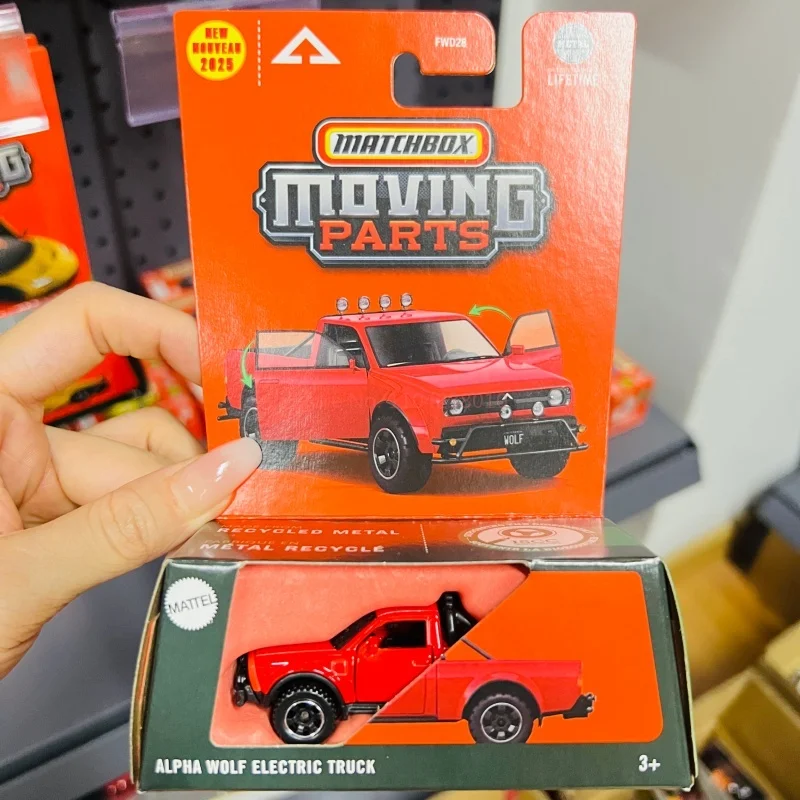 NEW
NOUVEAU
2025
FWD28
METAL
LIFETIME
MATCHBOX
MOVING
PARTS
WOLF
RECYCLED METAL
MÉTAL RECYCLÉ
MATTEL
ALPHA WOLF ELECTRIC TRUCK
3+